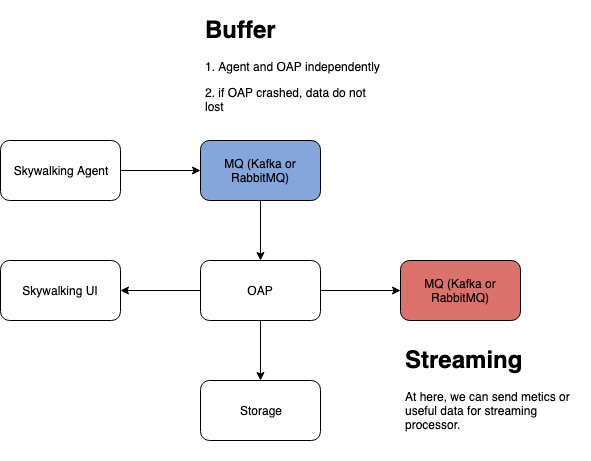 Buffer
1. Agent and OAP independently
2. if OAP crashed, data do not
lost
Skywalking Agent
MQ (Kafka or
RabbitMQ)
Skywalking UI
OAP
MQ (Kafka or
RabbitMQ)
Streaming
At here, we can send metics or
useful data for streaming
processor.
Storage